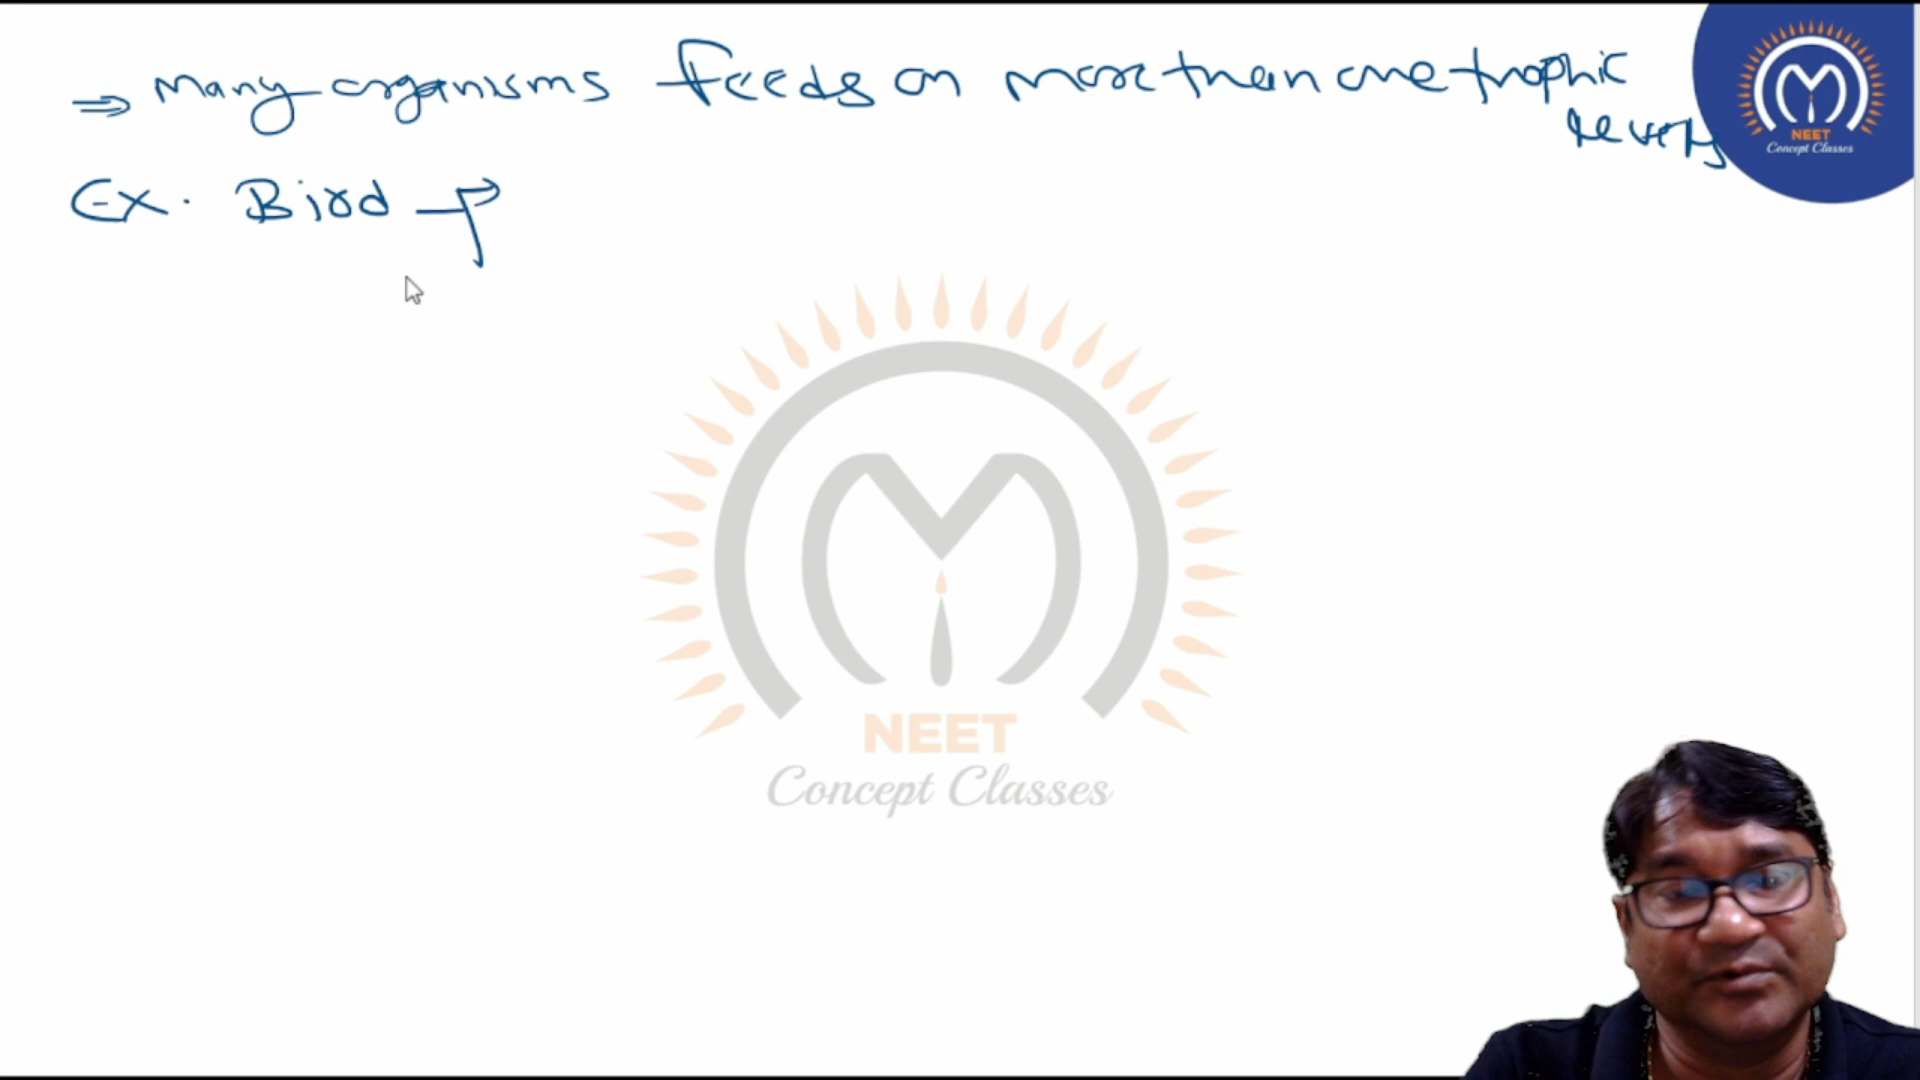 ⇒ Many organisms feeds on more than one trophic
levels
Ex. Bird
NEET
Concept Classes
NEET
Concept Classes